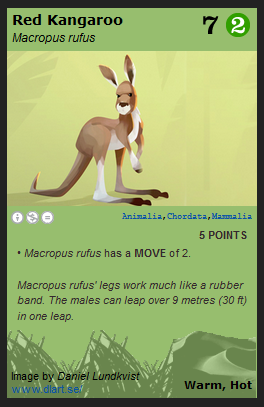 Red Kangaroo
7 2
Macropus rufus
Animalia,Chordata,Mammalia
5 POINTS
• Macropus rufus has a MOVE of 2.
Macropus rufus' legs work much like a rubber
band. The males can leap over 9 metres (30 ft)
in one leap.
Image by Daniel Lundkvist
www.dlart.se/
Warm, Hot